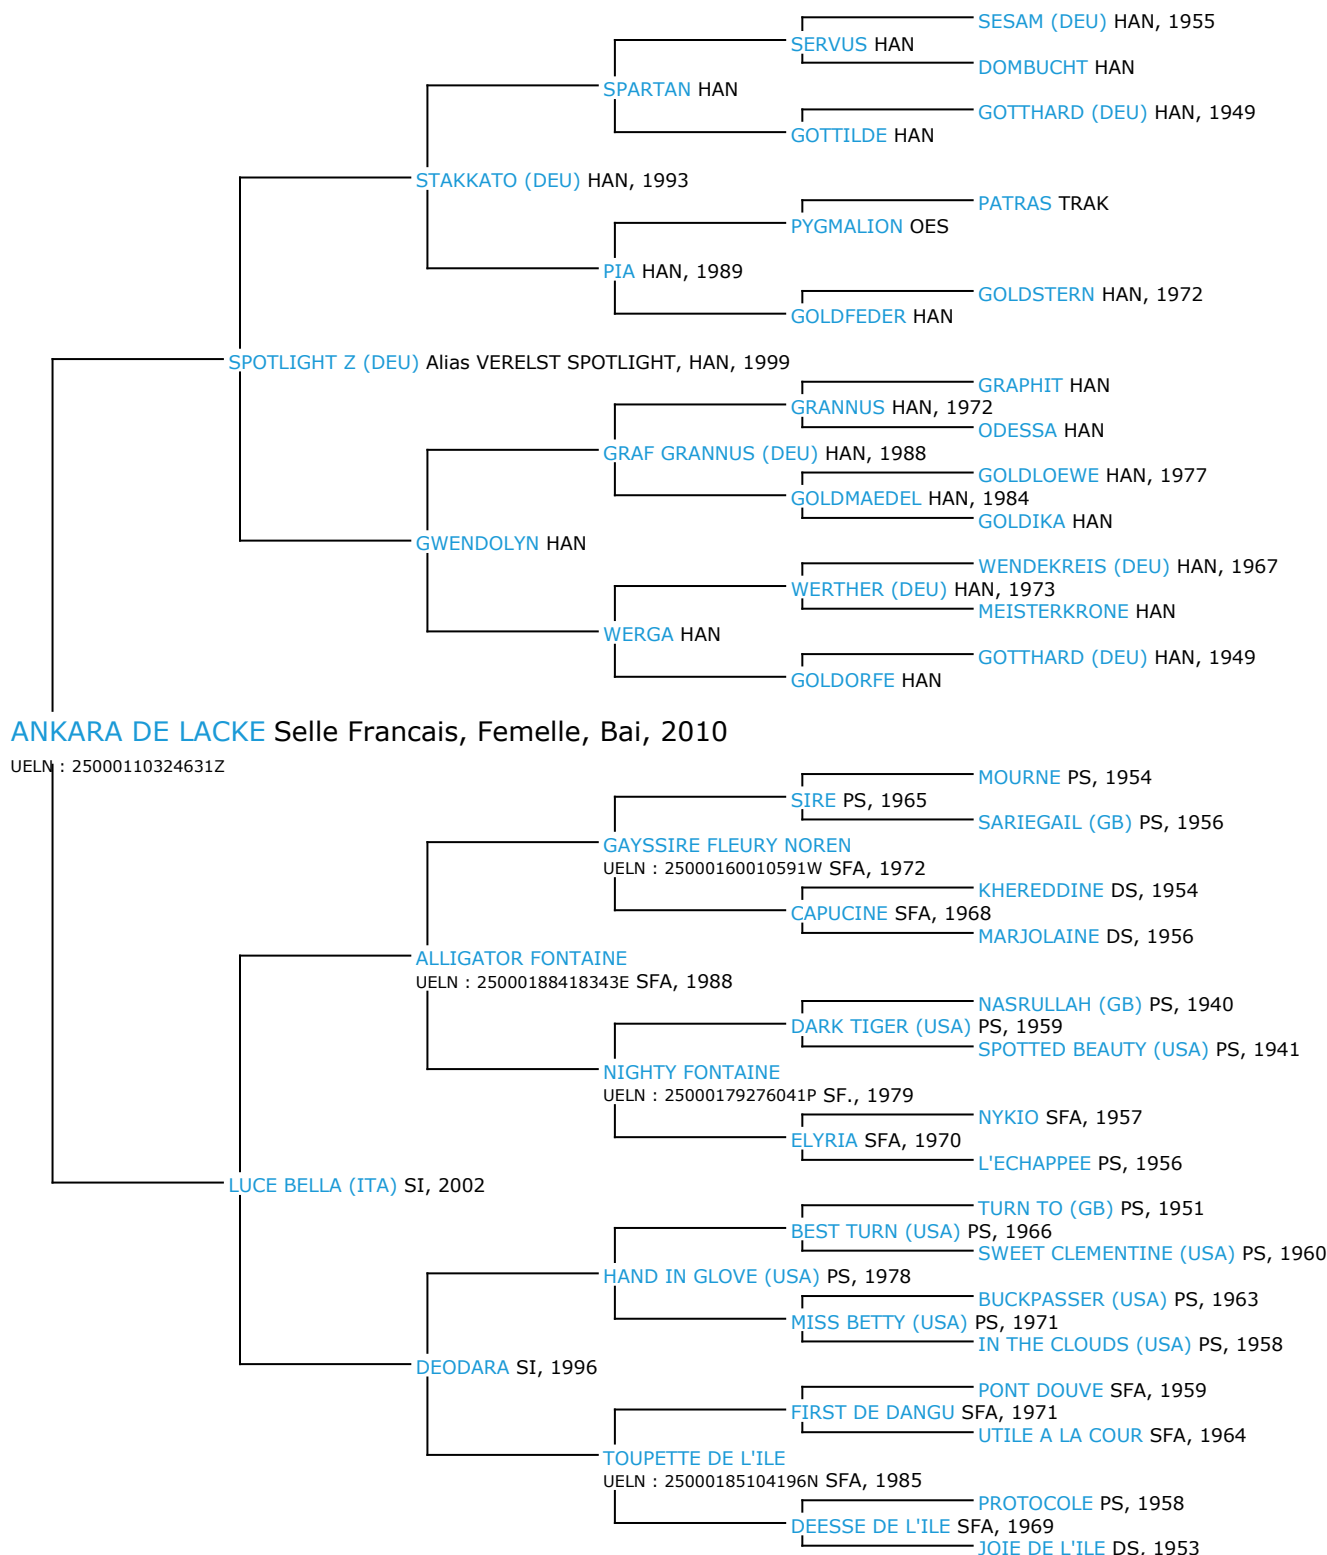 SESAM (DEU) HAN, 1955
SERVUS HAN
DOMBUCHT HAN
SPARTAN HAN
GOTTHARD (DEU) HAN, 1949
GOTTILDE HAN
STAKKATO (DEU) HAN, 1993
PATRAS TRAK
PYGMALION OES
PIA HAN, 1989
GOLDSTERN HAN, 1972
GOLDFEDER HAN
SPOTLIGHT Z (DEU) Alias VERELST SPOTLIGHT, HAN, 1999
GRAPHIT HAN
GRANNUS HAN, 1972
ODESSA HAN
GRAF GRANNUS (DEU) HAN, 1988
GOLDLOEWE HAN, 1977
GOLDMAEDEL HAN, 1984
GOLDIKA HAN
GWENDOLYN HAN
WENDEKREIS (DEU) HAN, 1967
WERTHER (DEU) HAN, 1973
MEISTERKRONE HAN
WERGA HAN
GOTTHARD (DEU) HAN, 1949
GOLDORFE HAN
ANKARA DE LACKE Selle Francais, Femelle, Bai, 2010
UELN : 25000110324631Z
MOURNE PS, 1954
SIRE PS, 1965
SARIEGAIL (GB) PS, 1956
GAYSSIRE FLEURY NOREN
UELN : 25000160010591W SFA, 1972
KHEREDDINE DS, 1954
CAPUCINE SFA, 1968
MARJOLAINE DS, 1956
ALLIGATOR FONTAINE
UELN : 25000188418343E SFA, 1988
NASRULLAH (GB) PS, 1940
DARK TIGER (USA) PS, 1959
SPOTTED BEAUTY (USA) PS, 1941
NIGHTY FONTAINE
UELN : 25000179276041P SF., 1979
NYKIO SFA, 1957
ELYRIA SFA, 1970
L'ECHAPPEE PS, 1956
LUCE BELLA (ITA) SI, 2002
TURN TO (GB) PS, 1951
BEST TURN (USA) PS, 1966
SWEET CLEMENTINE (USA) PS, 1960
HAND IN GLOVE (USA) PS, 1978
BUCKPASSER (USA) PS, 1963
MISS BETTY (USA) PS, 1971
IN THE CLOUDS (USA) PS, 1958
DEODARA SI, 1996
PONT DOUVE SFA, 1959
FIRST DE DANGU SFA, 1971
UTILE A LA COUR SFA, 1964
TOUPETTE DE L'ILE
UELN : 25000185104196N SFA, 1985
PROTOCOLE PS, 1958
DEESSE DE L'ILE SFA, 1969
JOIE DE L'ILE DS, 1953